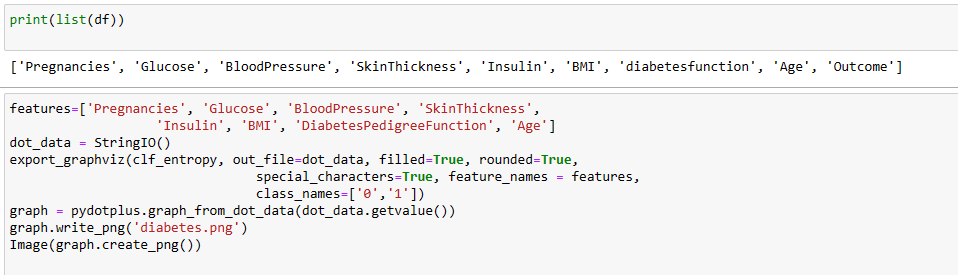 print(list(df))
['Pregnancies', 'Glucose', 'BloodPressure', 'SkinThickness', 'Insulin', 'BMI', 'diabetesfunction', 'Age', 'Outcome']
features=['Pregnancies', 'Glucose', 'BloodPressure', 'SkinThickness',
'Insulin', 'BMI', 'DiabetesPedigreeFunction', 'Age']
dot_data = StringIO()
export_graphviz(clf_entropy, out_file=dot_data, filled=True, rounded=True,
special_characters=True, feature_names = features,
class_names=['0','1'])
graph = pydotplus.graph_from_dot_data(dot_data.getvalue())
graph.write_png('diabetes.png')
Image(graph.create_png())